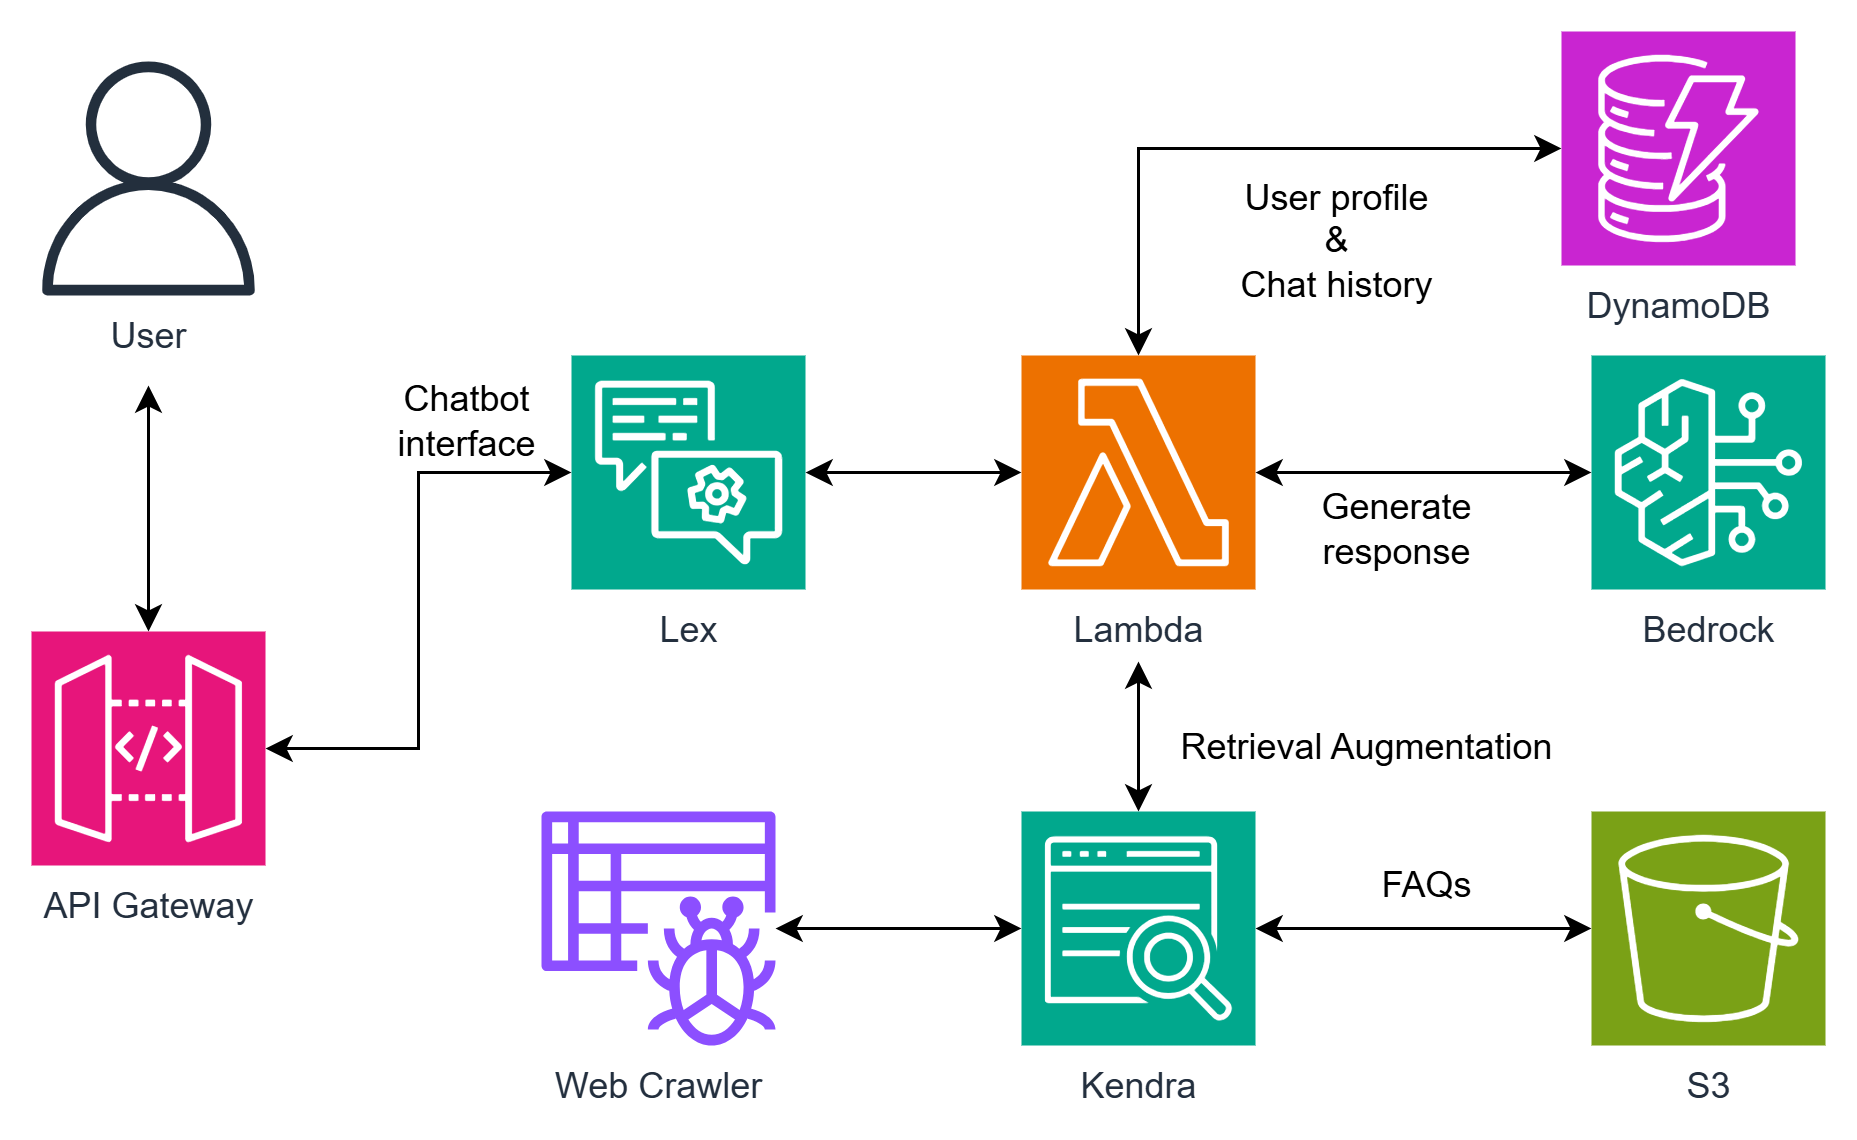 User profile
&
Chat history
DynamoDB
User
Chatbot
interface
Generate
response
Lex
Lambda
Bedrock
Retrieval Augmentation
API Gateway
FAQs
Web Crawler
Kendra
S3